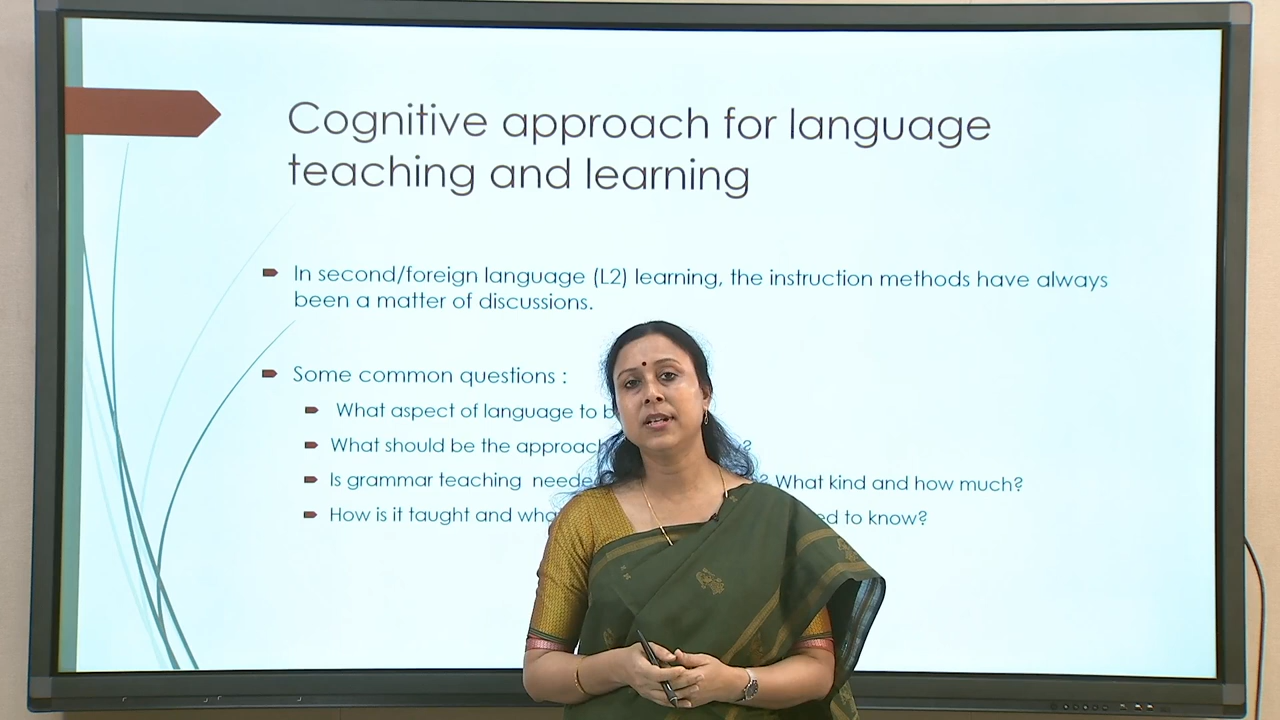 Cognitive approach for language
teaching and learning
In second/foreign language (L2) learning, the instruction methods have always
been a matter of discussions.
Some common questions :
What aspect of language to
What should be the approach ?
Is grammar teaching ? What kind and how much?
How is it taught and to know?